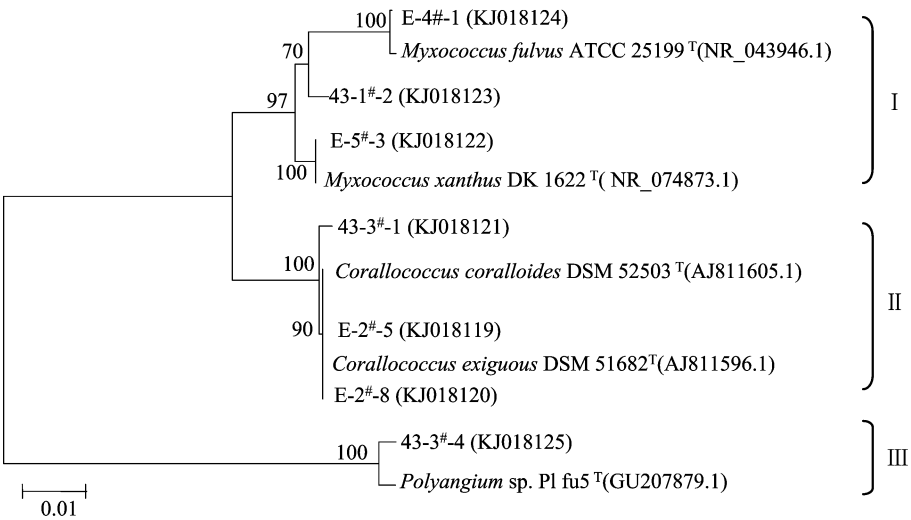 100 E-4#-1 (KJ018124)
Myxococcus fulvus ATCC 25199 T(NR_043946.1)
70
43-1#-2 (KJ018123)
97
I
E-5#-3 (KJ018122)
100
Myxococcus xanthus DK 1622 T( NR_074873.1)
43-3#-1 (KJ018121)
100
Corallococcus coralloides DSM 52503 T(AJ811605.1)
II
90 E-2#-5 (KJ018119)
Corallococcus exiguous DSM 51682T(AJ811596.1)
E-2#-8 (KJ018120)
100 43-3#-4 (KJ018125)
III
Polyangium sp. Pl fu5 T(GU207879.1)
0.01